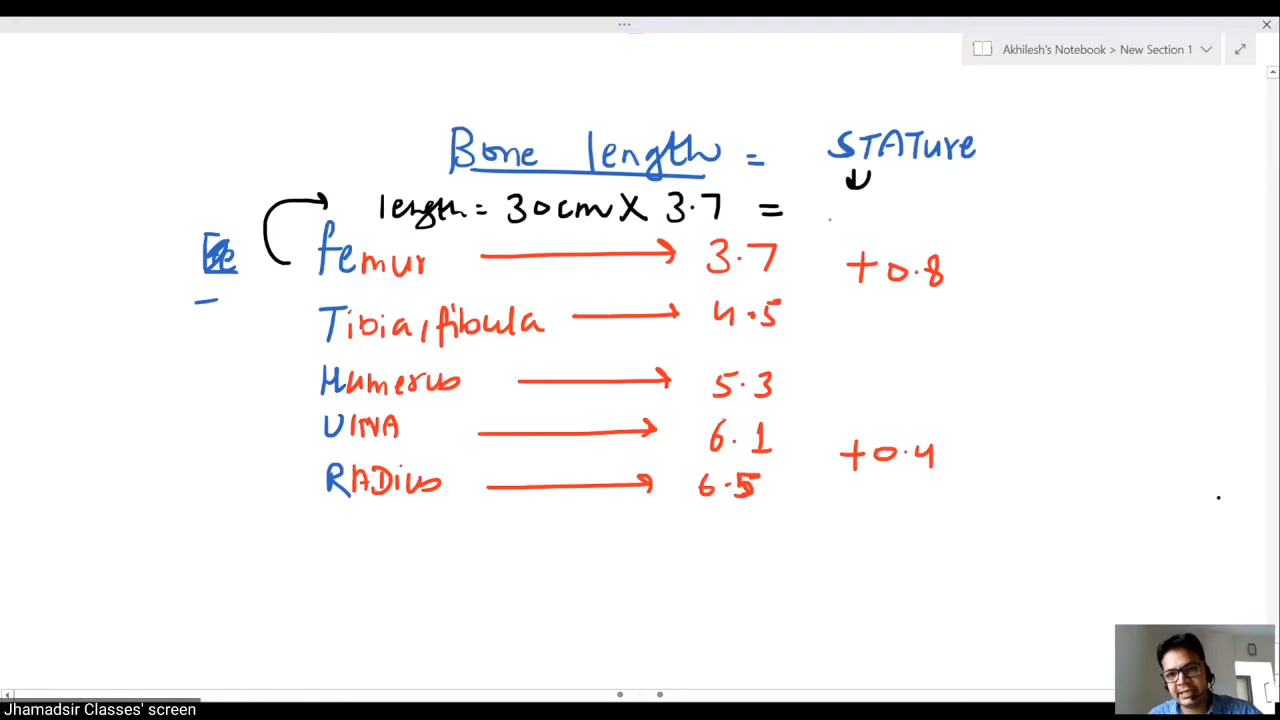 Akhilesh's Notebook > New Section 1
Bone length = STATure
length = 30cm X 3.7 =
femur 3.7 +0.8
Tibia, fibula 4.5
Humerus 5.3
UlNA 6.1 +0.4
RADius 6.5
Jhamadsir Classes' screen